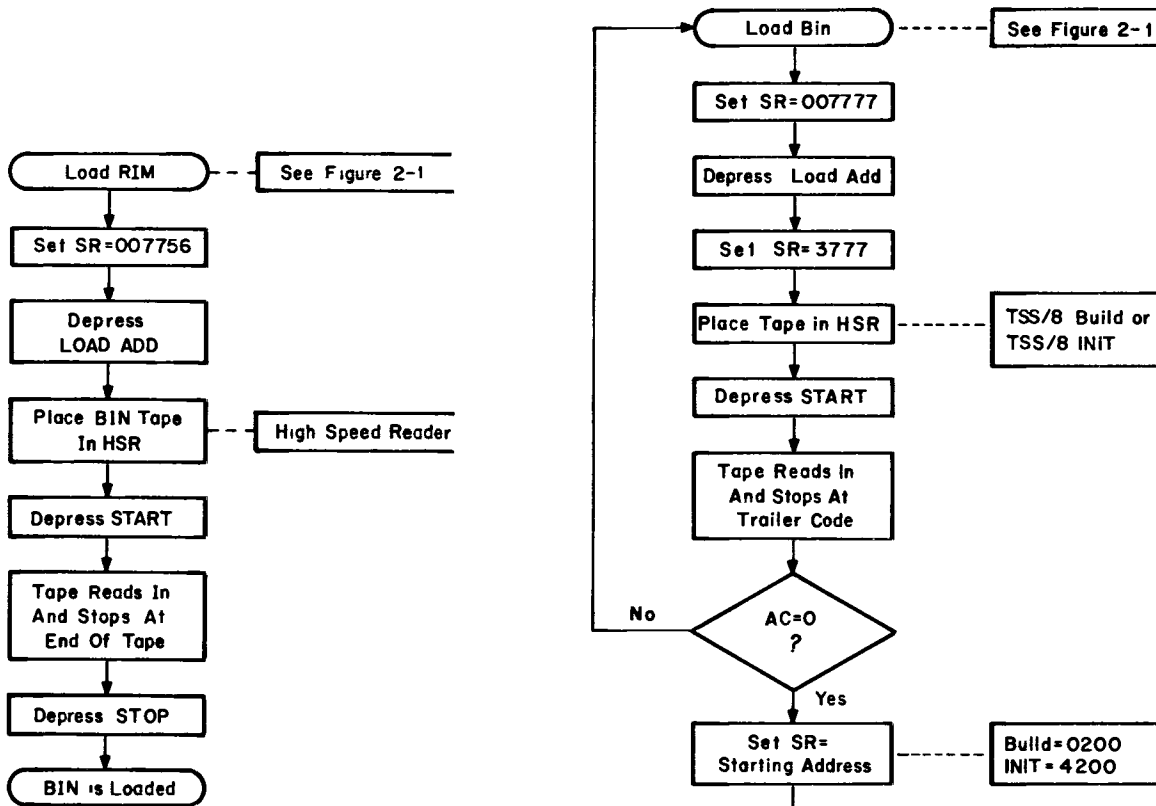 Load RIM
See Figure 2-1
Set SR=007756
Depress
LOAD ADD
Place BIN Tape
In HSR
High Speed Reader
Depress START
Tape Reads In
And Stops At
End Of Tape
Depress STOP
BIN is Loaded
Load Bin
See Figure 2-1
Set SR=007777
Depress Load Add
Set SR=3777
Place Tape in HSR
TSS/8 Build or
TSS/8 INIT
Depress START
Tape Reads In
And Stops At
Trailer Code
No
AC=0
?
Yes
Set SR=
Starting Address
Build=0200
INIT=4200